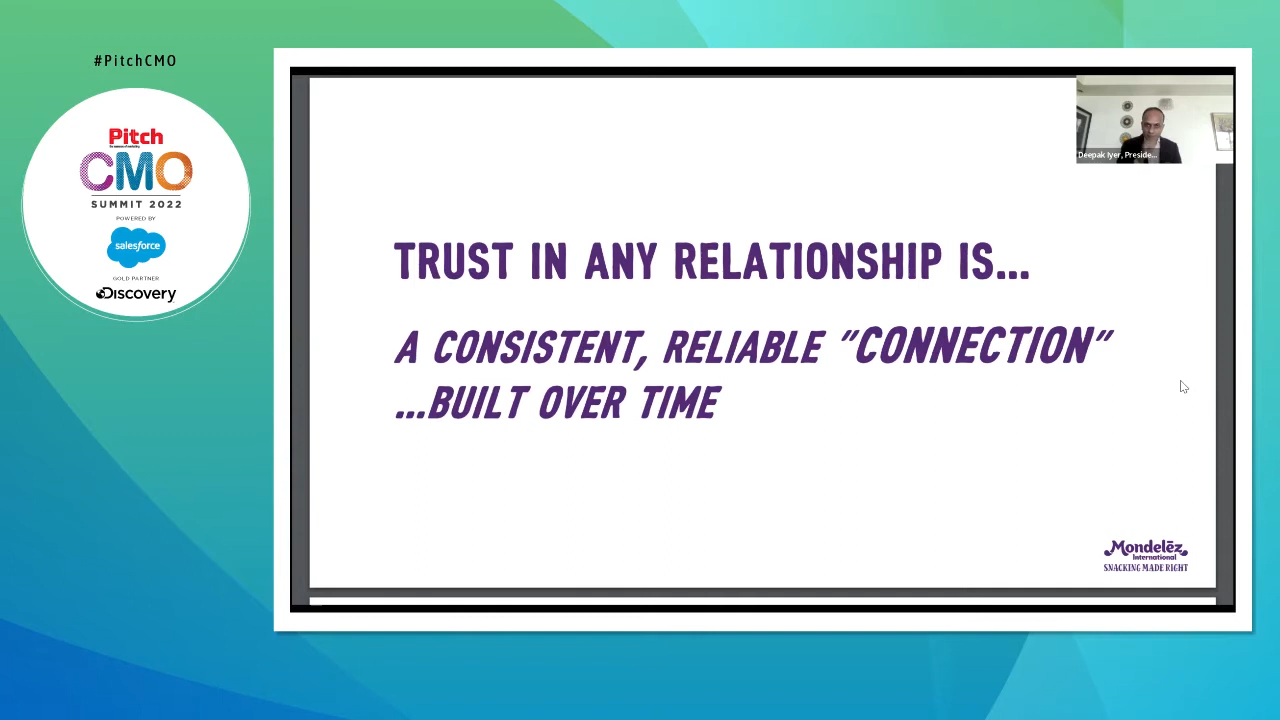 #PitchCMO
Pitch
CMO
SUMMIT 2022
POWERED BY
salesforce
GOLD PARTNER
Discovery
Deepak Iyer, Preside...
TRUST IN ANY RELATIONSHIP IS...
A CONSISTENT, RELIABLE "CONNECTION"
...BUILT OVER TIME
Mondelēz
International
SNACKING MADE RIGHT